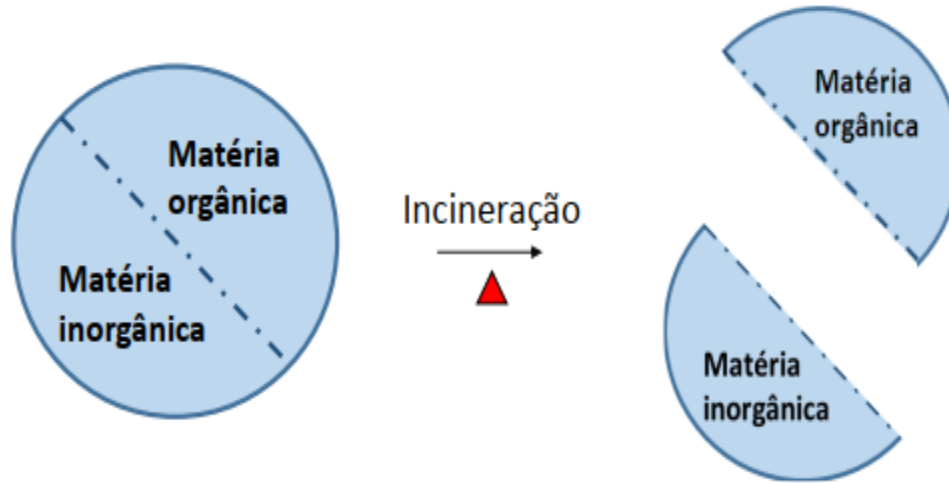 Matéria
orgânica
Matéria
inorgânica
Incineração
Matéria
orgânica
Matéria
inorgânica